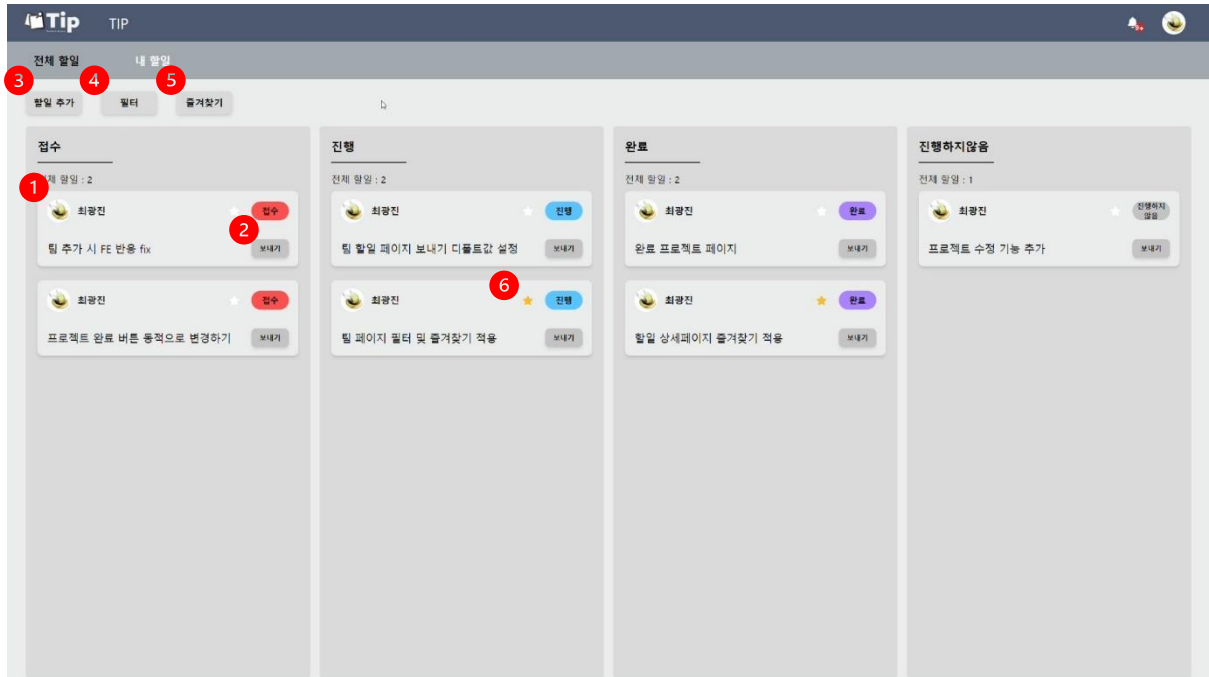 Tip TIP
9+
전체 할일 내 할일
3 4 5
할일 추가 필터 즐겨찾기
접수
전체 할일 : 2
1
최광진 접수
2
팀 추가 시 FE 반응 fix 보내기
최광진 접수
프로젝트 완료 버튼 동적으로 변경하기 보내기
진행
전체 할일 : 2
최광진 진행
팀 할일 페이지 보내기 디폴트값 설정 보내기
6
최광진 진행
팀 페이지 필터 및 즐겨찾기 적용 보내기
완료
전체 할일 : 2
최광진 완료
완료 프로젝트 페이지 보내기
최광진 완료
할일 상세페이지 즐겨찾기 적용 보내기
진행하지않음
전체 할일 : 1
최광진 진행하지
않음
프로젝트 수정 기능 추가 보내기